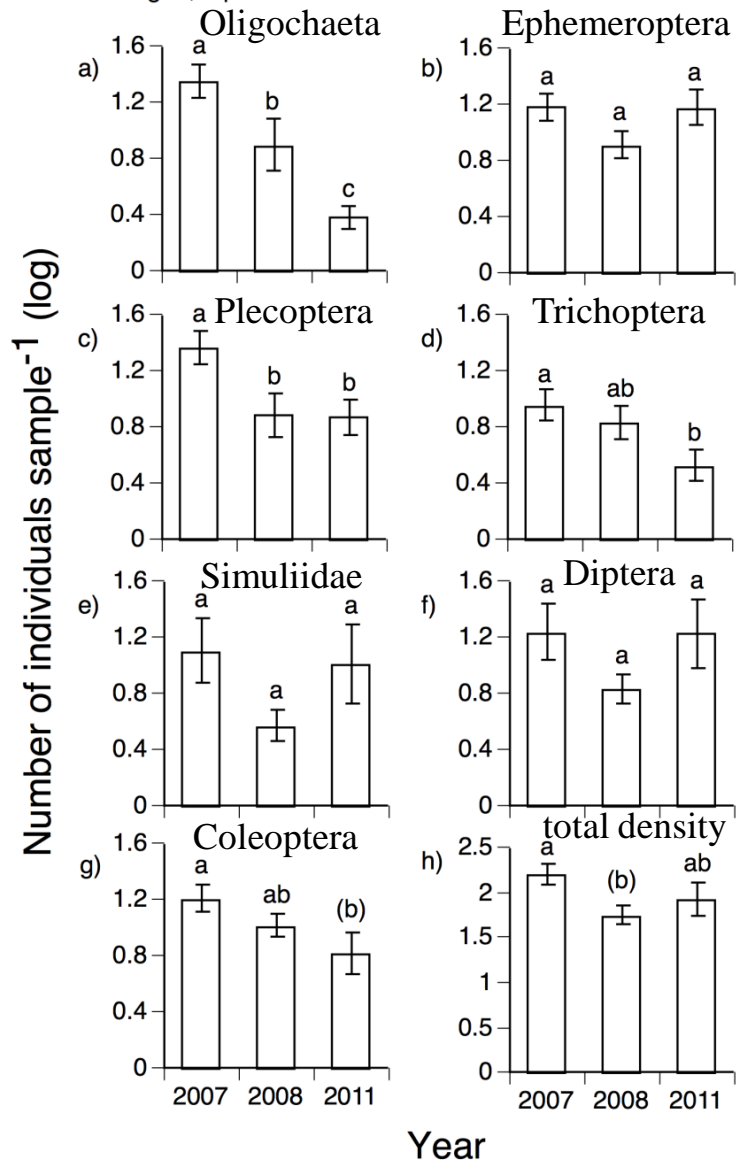 Oligochaeta
a)
1.6
1.2
0.8
0.4
0
a
b
c
Ephemeroptera
b)
1.6
1.2
0.8
0.4
0
a
a
a
Plecoptera
c)
1.6
1.2
0.8
0.4
0
a
b
b
Trichoptera
d)
1.6
1.2
0.8
0.4
0
a
ab
b
Simuliidae
e)
1.6
1.2
0.8
0.4
0
a
a
a
Diptera
f)
1.6
1.2
0.8
0.4
0
a
a
a
Coleoptera
g)
1.6
1.2
0.8
0.4
0
a
ab
(b)
2007 2008 2011
total density
h)
2.5
2
1.5
1
0.5
0
a
(b)
ab
2007 2008 2011
Number of individuals sample-1 (log)
Year